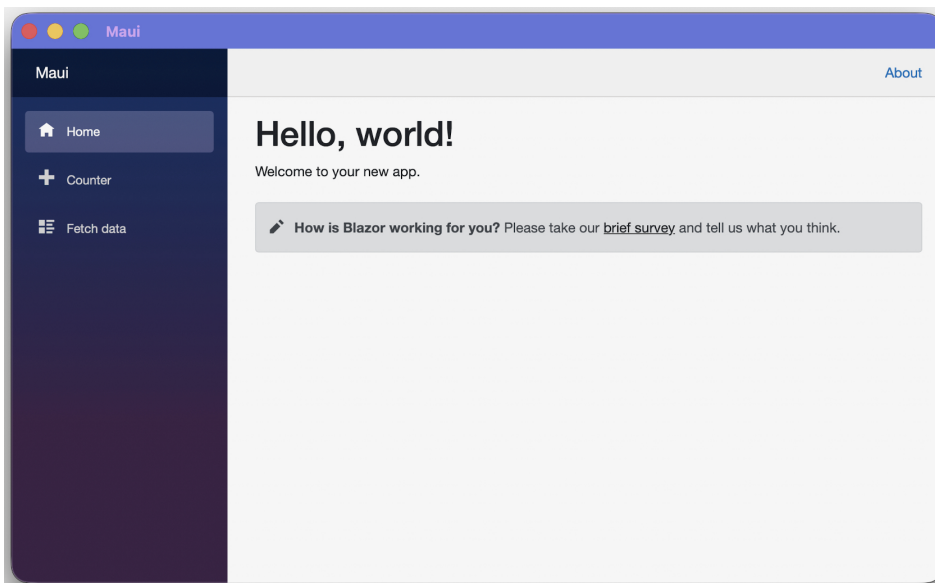 Maui
Maui
About
Home
Counter
Fetch data
Hello, world!
Welcome to your new app.
How is Blazor working for you? Please take our brief survey and tell us what you think.